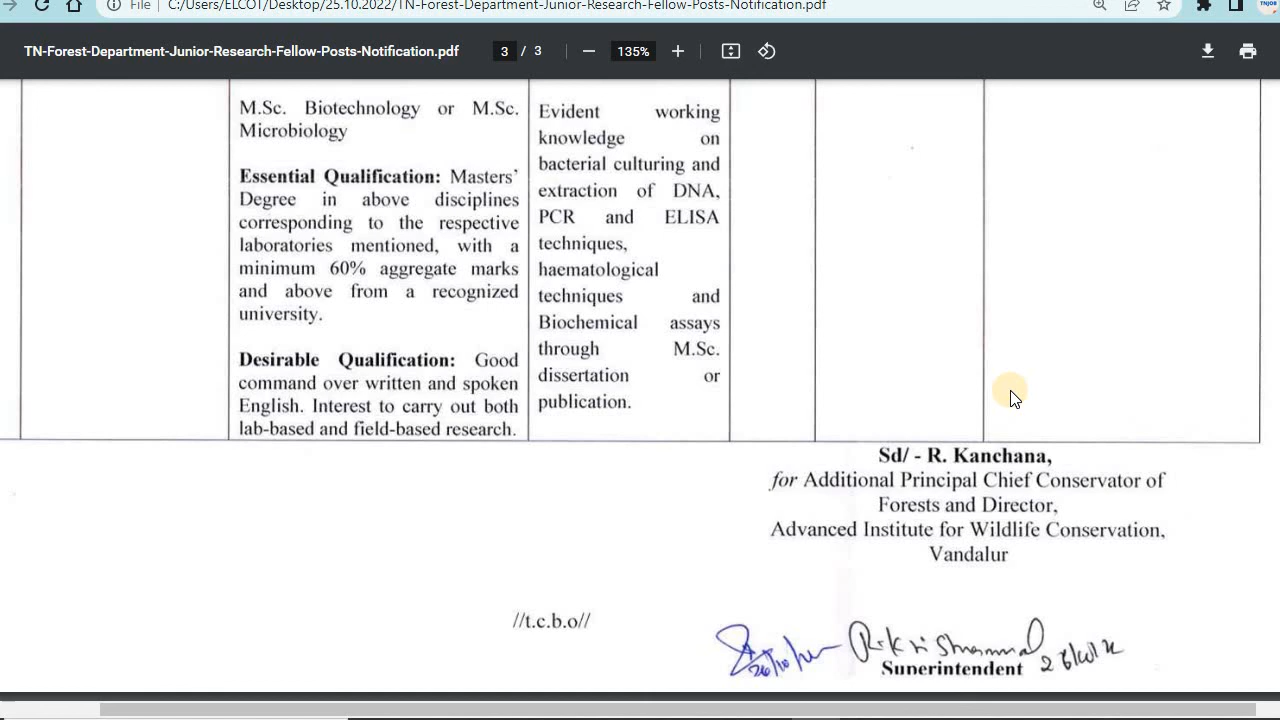 File | C:/Users/ELCOT/Desktop/25.10.2022/TN-Forest-Department-Junior-Research-Fellow-Posts-Notification.pdf
TNJOB
TN-Forest-Department-Junior-Research-Fellow-Posts-Notification.pdf
3 / 3
135%
M.Sc. Biotechnology or M.Sc.
Microbiology
Essential Qualification: Masters’
Degree in above disciplines
corresponding to the respective
laboratories mentioned, with a
minimum 60% aggregate marks
and above from a recognized
university.
Desirable Qualification: Good
command over written and spoken
English. Interest to carry out both
lab-based and field-based research.
Evident working
knowledge on
bacterial culturing and
extraction of DNA,
PCR and ELISA
techniques,
haematological
techniques and
Biochemical assays
through M.Sc.
dissertation or
publication.
Sd/ - R. Kanchana,
for Additional Principal Chief Conservator of
Forests and Director,
Advanced Institute for Wildlife Conservation,
Vandalur
//t.c.b.o//
Superintendent